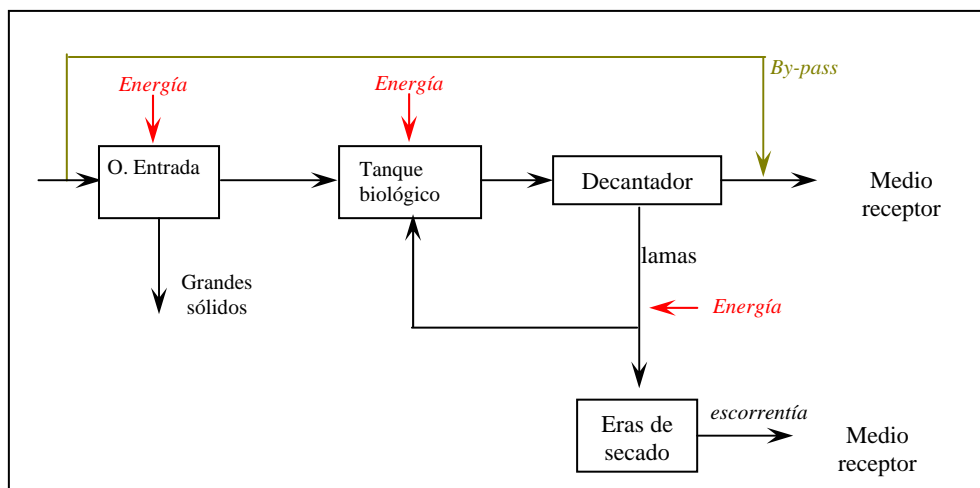 By-pass
Energía
Energía
O. Entrada
Tanque
biológico
Decantador
Medio
receptor
Grandes
sólidos
lamas
Energía
Eras de
secado
escorrentía
Medio
receptor